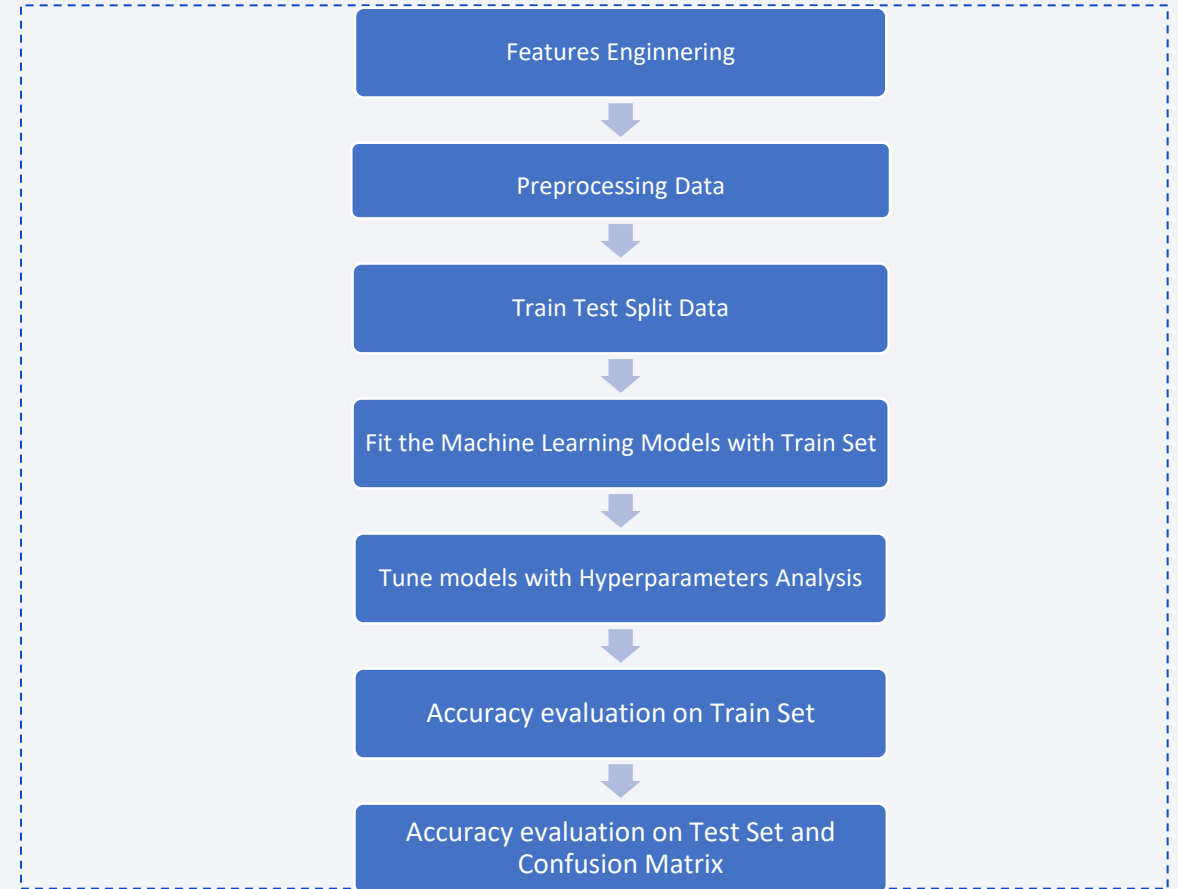 Features Enginnering
Preprocessing Data
Train Test Split Data
Fit the Machine Learning Models with Train Set
Tune models with Hyperparameters Analysis
Accuracy evaluation on Train Set
Accuracy evaluation on Test Set and
Confusion Matrix